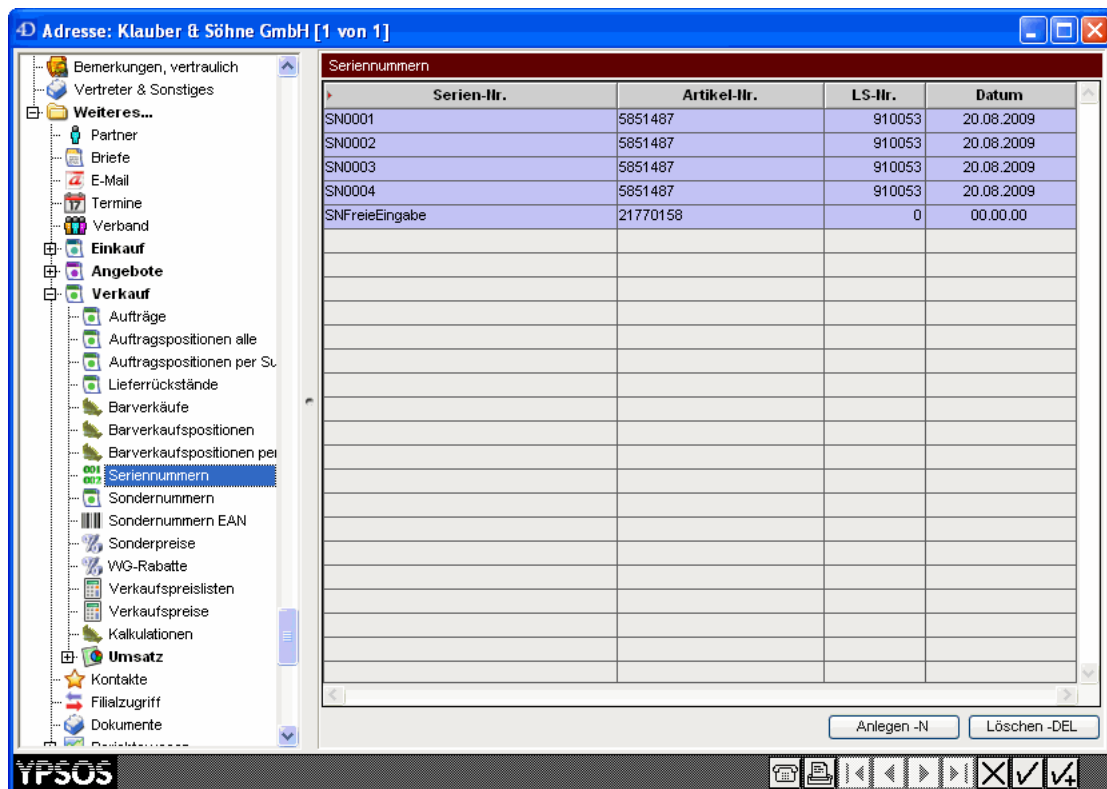 Adresse: Klauber & Söhne GmbH [1 von 1]
Bemerkungen, vertraulich
Vertreter & Sonstiges
Weiteres...
Partner
Briefe
E-Mail
Termine
Verband
Einkauf
Angebote
Verkauf
Aufträge
Auftragspositionen alle
Auftragspositionen per Su
Lieferrückstände
Barverkäufe
Barverkaufspositionen
Barverkaufspositionen per
Seriennummern
Sondernummern
Sondernummern EAN
Sonderpreise
WG-Rabatte
Verkaufspreislisten
Verkaufspreise
Kalkulationen
Umsatz
Kontakte
Filialzugriff
Dokumente
Seriennummern
Serien-Nr. Artikel-Nr. LS-Nr. Datum
SN0001 5851487 910053 20.08.2009
SN0002 5851487 910053 20.08.2009
SN0003 5851487 910053 20.08.2009
SN0004 5851487 910053 20.08.2009
SNFreieEingabe 21770158 0 00.00.00
Anlegen -N Löschen -DEL
YPSOS